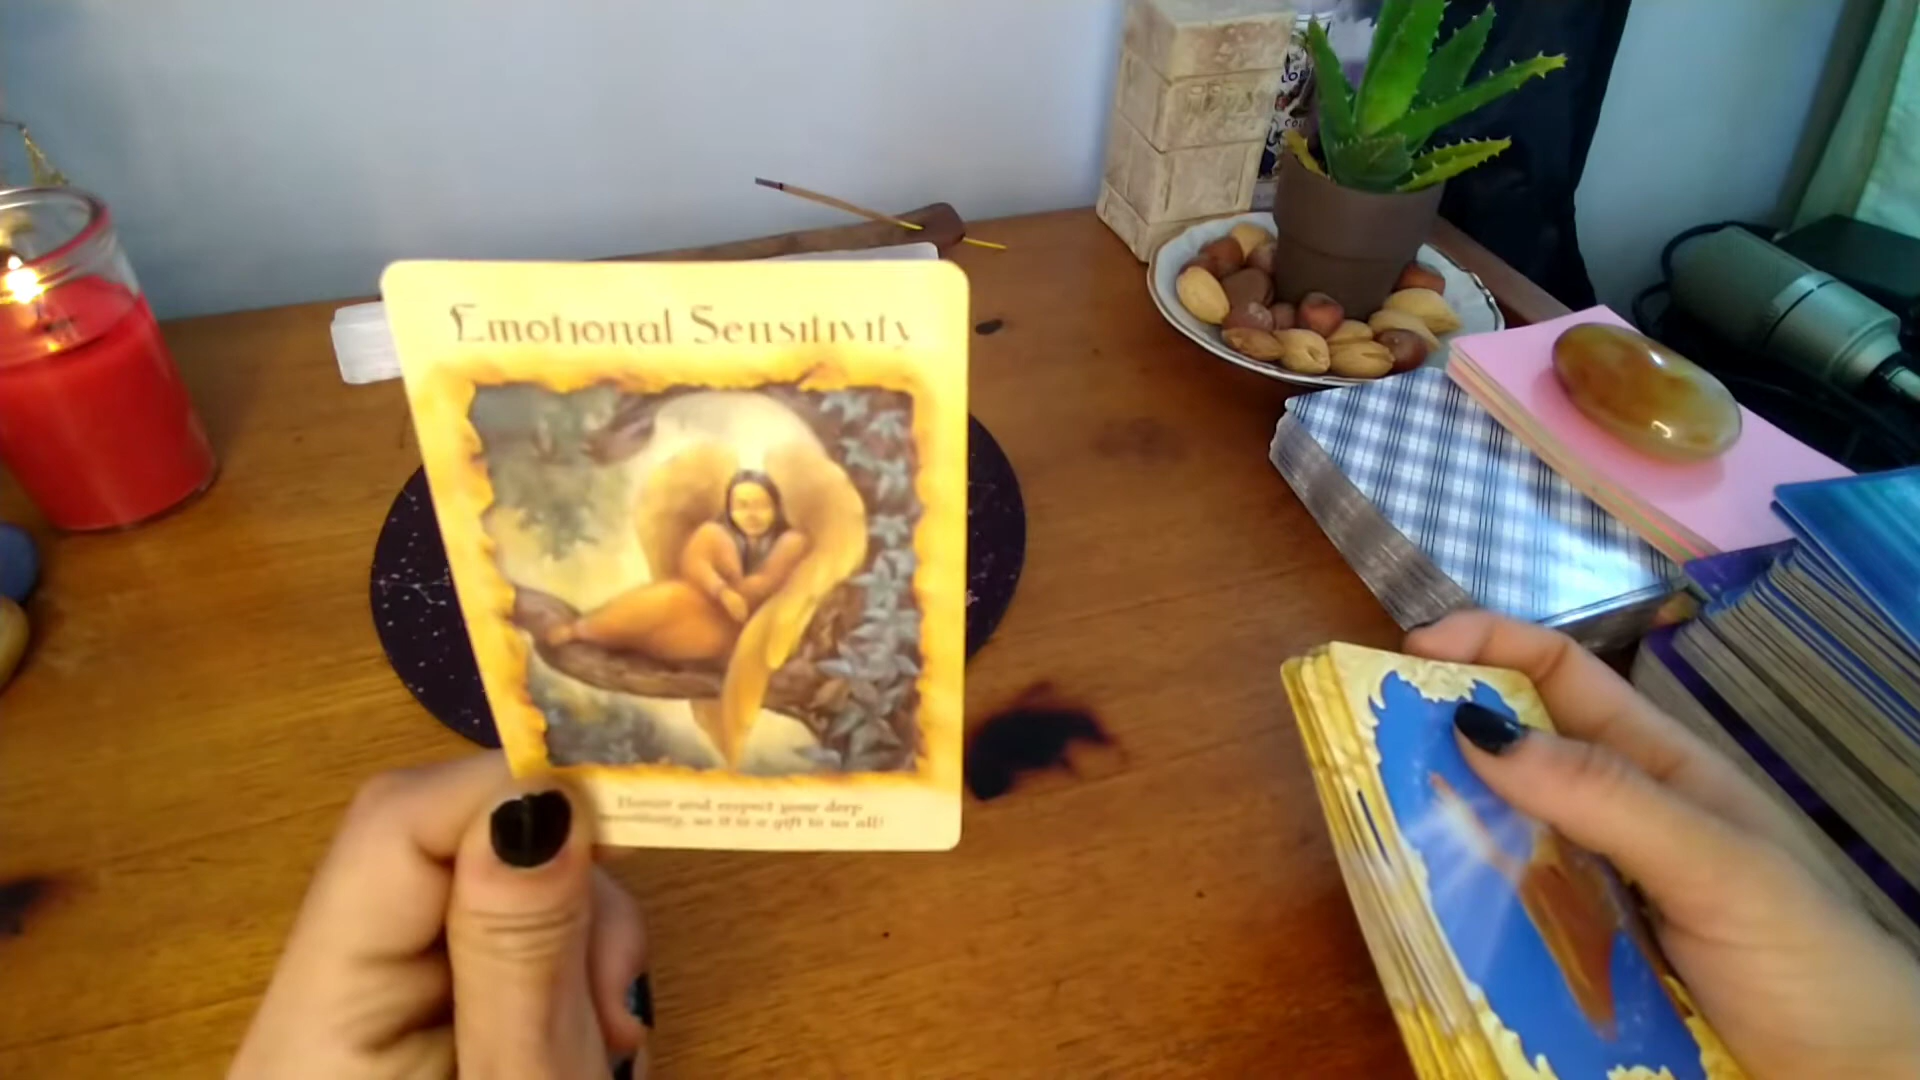 Emotional Sensitivity
Honor and respect your deep
sensitivity, as it is a gift to us all!